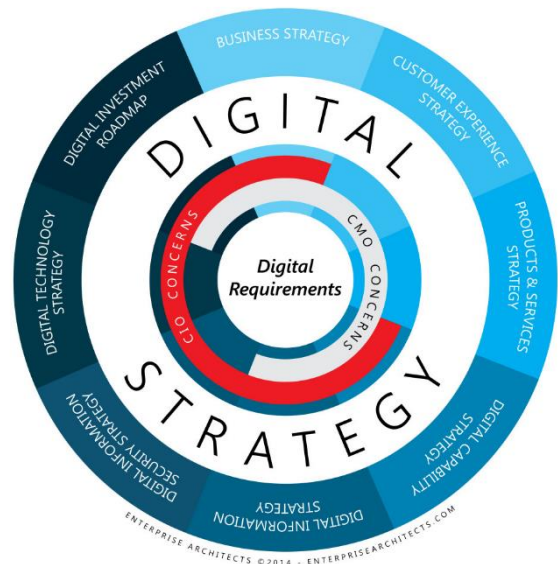 BUSINESS STRATEGY
CUSTOMER EXPERIENCE
STRATEGY
PRODUCTS & SERVICES
STRATEGY
DIGITAL CAPABILITY
STRATEGY
DIGITAL INFORMATION
STRATEGY
DIGITAL INFORMATION
SECURITY STRATEGY
DIGITAL TECHNOLOGY
STRATEGY
DIGITAL INVESTMENT
ROADMAP
DIGITAL
STRATEGY
CIO CONCERNS
CMO CONCERNS
Digital
Requirements
ENTERPRISE ARCHITECTS ©2014 - ENTERPRISEARCHITECTS.COM